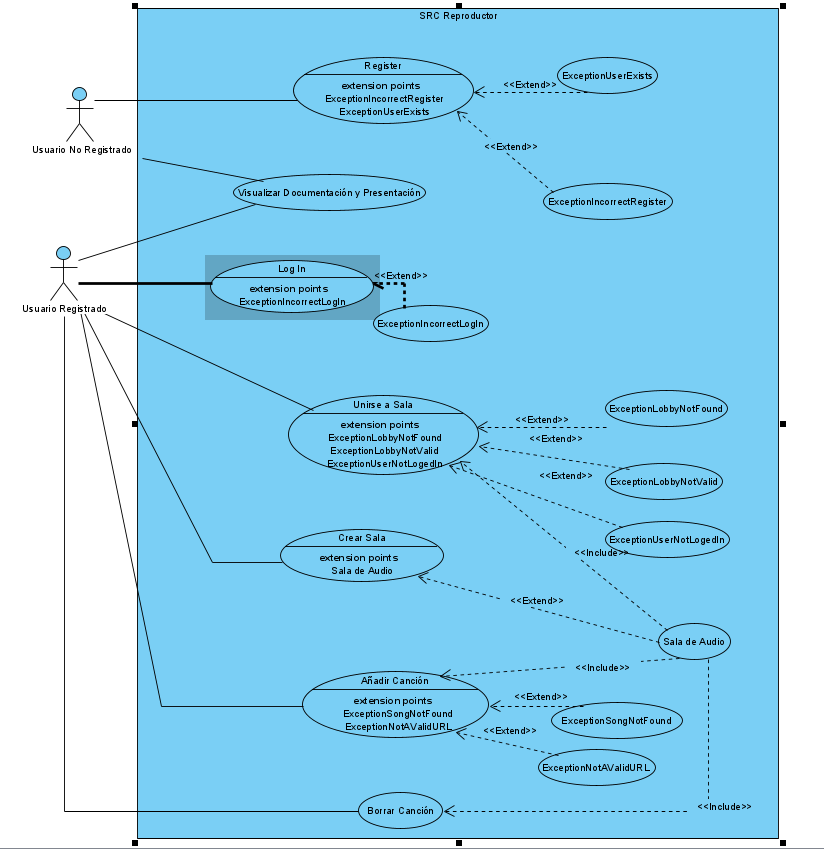 SRC Reproductor
Register
extension points
ExceptionIncorrectRegister
ExceptionUserExists
<<Extend>>
ExceptionUserExists
<<Extend>>
ExceptionIncorrectRegister
Usuario No Registrado
Visualizar Documentación y Presentación
Log In
extension points
ExceptionIncorrectLogIn
<<Extend>>
ExceptionIncorrectLogIn
Usuario Registrado
Unirse a Sala
extension points
ExceptionLobbyNotFound
ExceptionLobbyNotValid
ExceptionUserNotLogedIn
<<Extend>>
ExceptionLobbyNotFound
<<Extend>>
ExceptionLobbyNotValid
<<Extend>>
ExceptionUserNotLogedIn
<<Include>>
Crear Sala
extension points
Sala de Audio
<<Extend>>
Sala de Audio
<<Include>>
Añadir Canción
extension points
ExceptionSongNotFound
ExceptionNotAValidURL
<<Extend>>
ExceptionSongNotFound
<<Extend>>
ExceptionNotAValidURL
Borrar Canción
<<Include>>